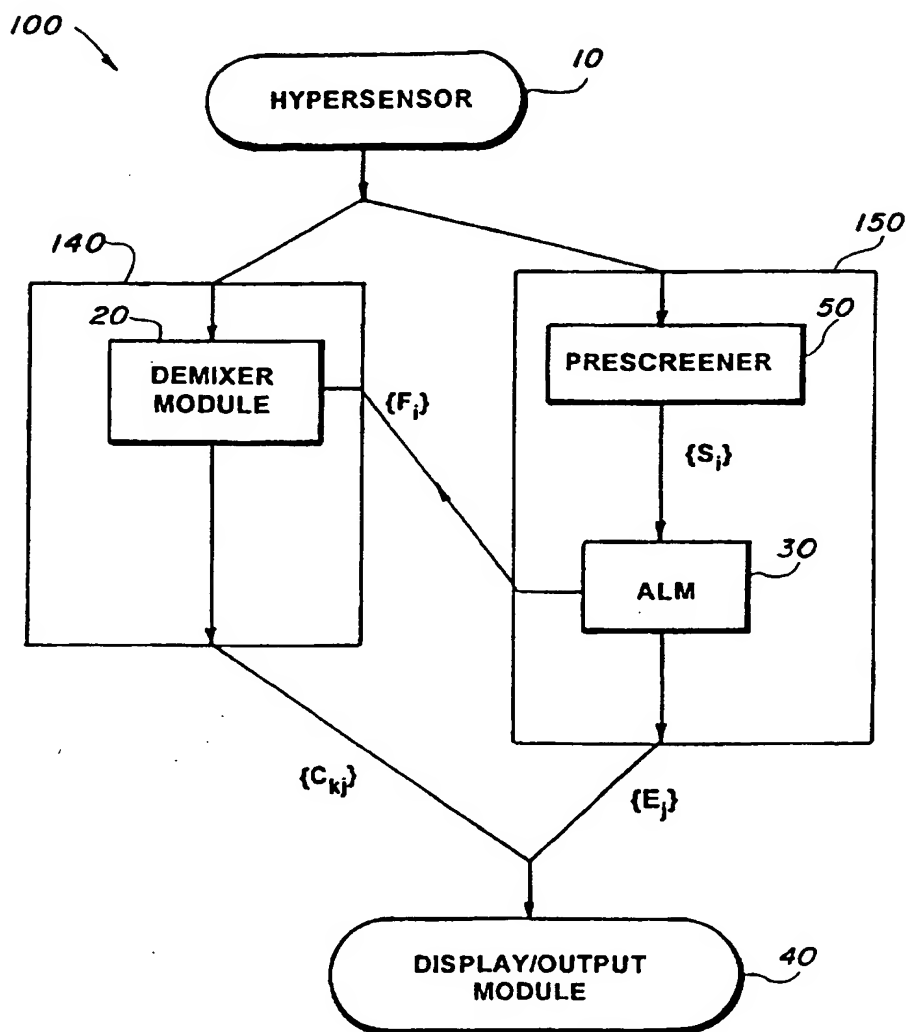 100
10
HYPERSENSOR
140
150
20
50
DEMIXER
MODULE
PRESCREENER
{F_i}
{S_i}
30
ALM
{C_kj}
{E_j}
DISPLAY/OUTPUT
MODULE
40